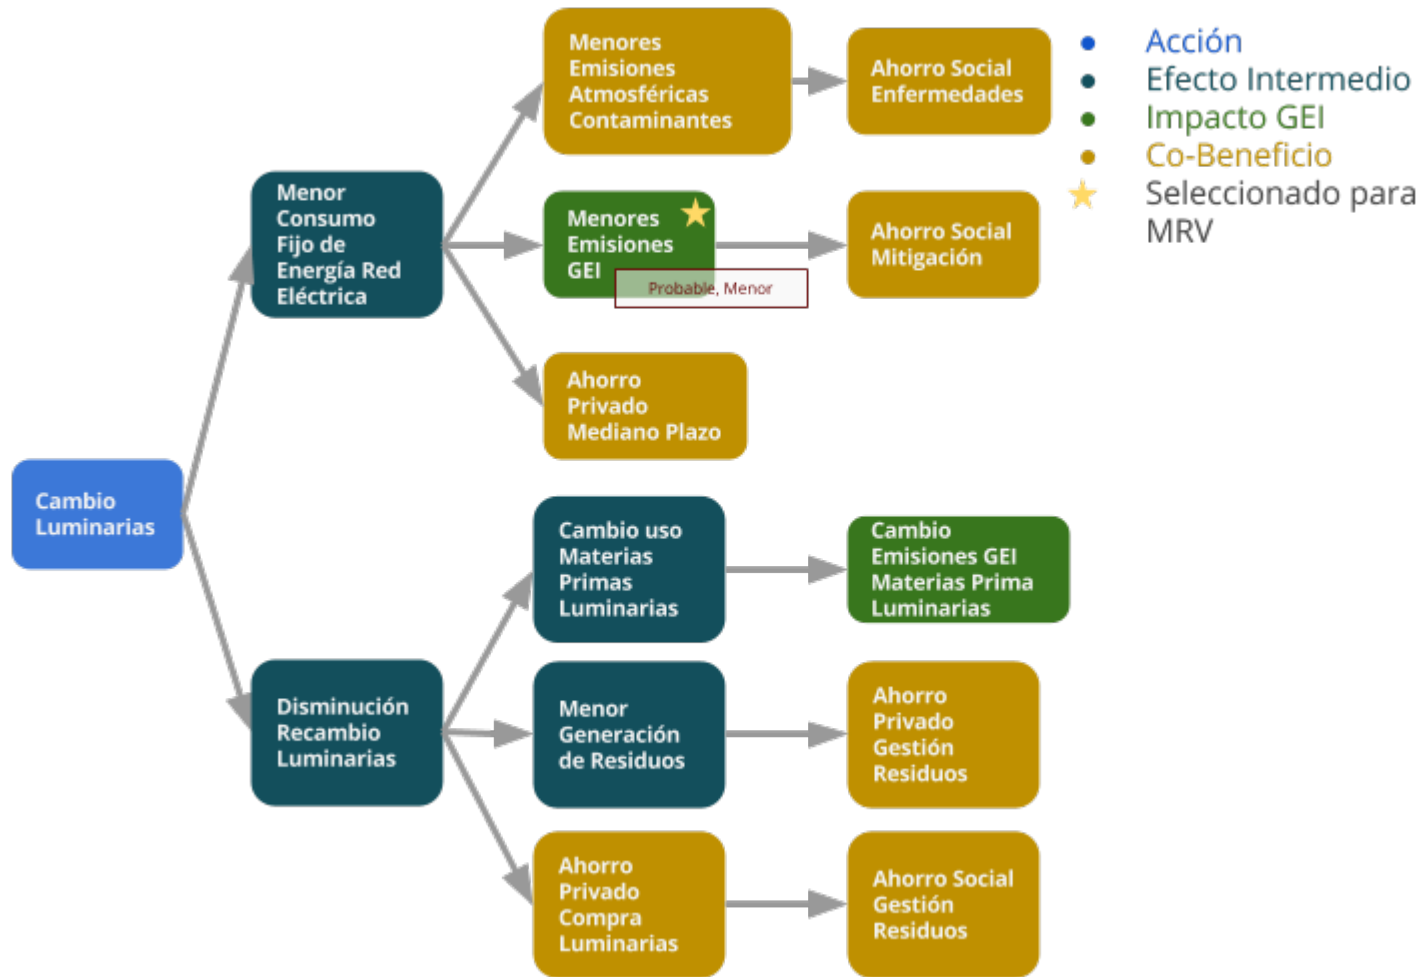 Menores
Emisiones
Atmosféricas
Contaminantes
Ahorro Social
Enfermedades
Acción
Efecto Intermedio
Impacto GEI
Co-Beneficio
Seleccionado para
MRV
Menor
Consumo
Fijo de
Energía Red
Eléctrica
Menores
Emisiones
GEI
Probable, Menor
Ahorro Social
Mitigación
Ahorro
Privado
Mediano Plazo
Cambio
Luminarias
Cambio uso
Materias
Primas
Luminarias
Cambio
Emisiones GEI
Materias Prima
Luminarias
Disminución
Recambio
Luminarias
Menor
Generación
de Residuos
Ahorro
Privado
Gestión
Residuos
Ahorro
Privado
Compra
Luminarias
Ahorro Social
Gestión
Residuos